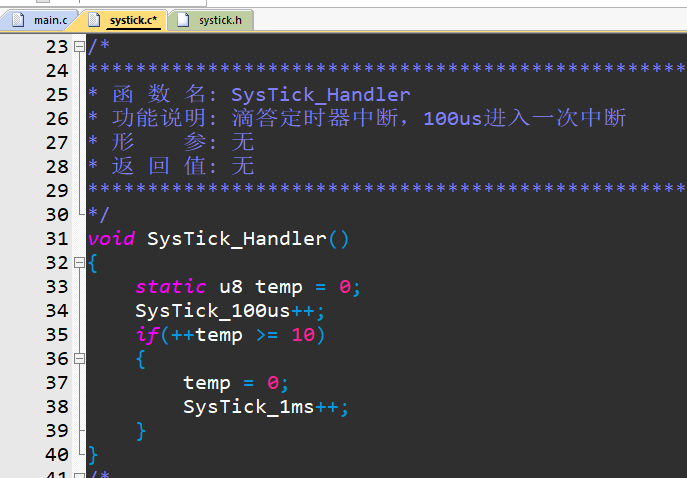 main.c systick.c* systick.h
23 /*
24 **************************************************
25 * 函 数 名: SysTick_Handler
26 * 功能说明: 滴答定时器中断，100us进入一次中断
27 * 形    参: 无
28 * 返 回 值: 无
29 **************************************************
30 */
31 void SysTick_Handler()
32 {
33     static u8 temp = 0;
34     SysTick_100us++;
35     if(++temp >= 10)
36     {
37         temp = 0;
38         SysTick_1ms++;
39     }
40 }
41 /*